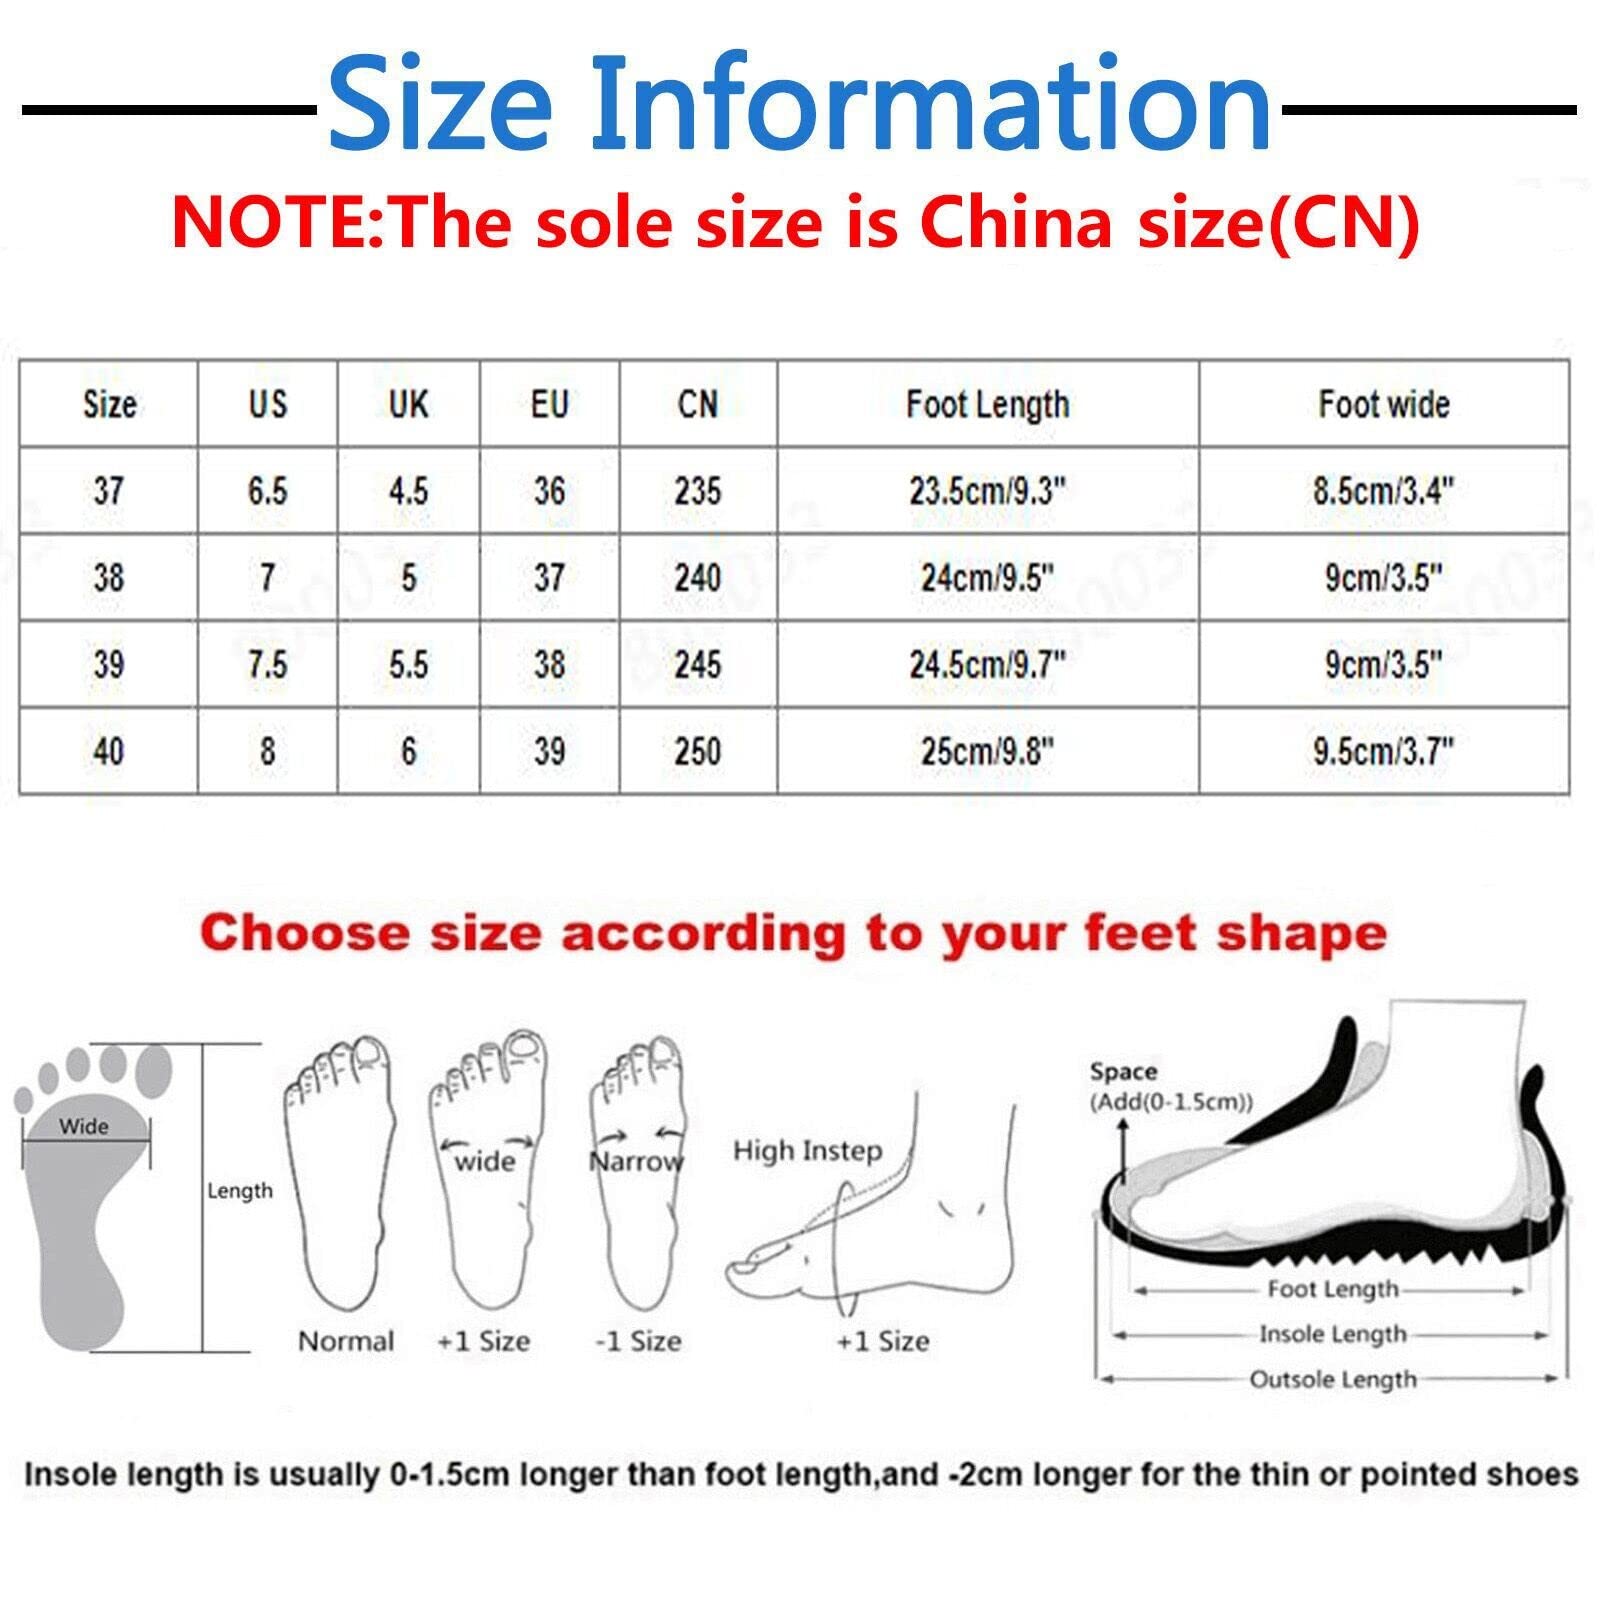 Size Information
NOTE:The sole size is China size(CN)
Size US UK EU CN Foot Length Foot wide
37 6.5 4.5 36 235 23.5cm/9.3" 8.5cm/3.4"
38 7 5 37 240 24cm/9.5" 9cm/3.5"
39 7.5 5.5 38 245 24.5cm/9.7" 9cm/3.5"
40 8 6 39 250 25cm/9.8" 9.5cm/3.7"
Choose size according to your feet shape
Wide
Length
Normal
wide
+1 Size
Narrow
-1 Size
High Instep
+1 Size
Space
(Add(0-1.5cm))
Foot Length
Insole Length
Outsole Length
Insole length is usually 0-1.5cm longer than foot length,and -2cm longer for the thin or pointed shoes